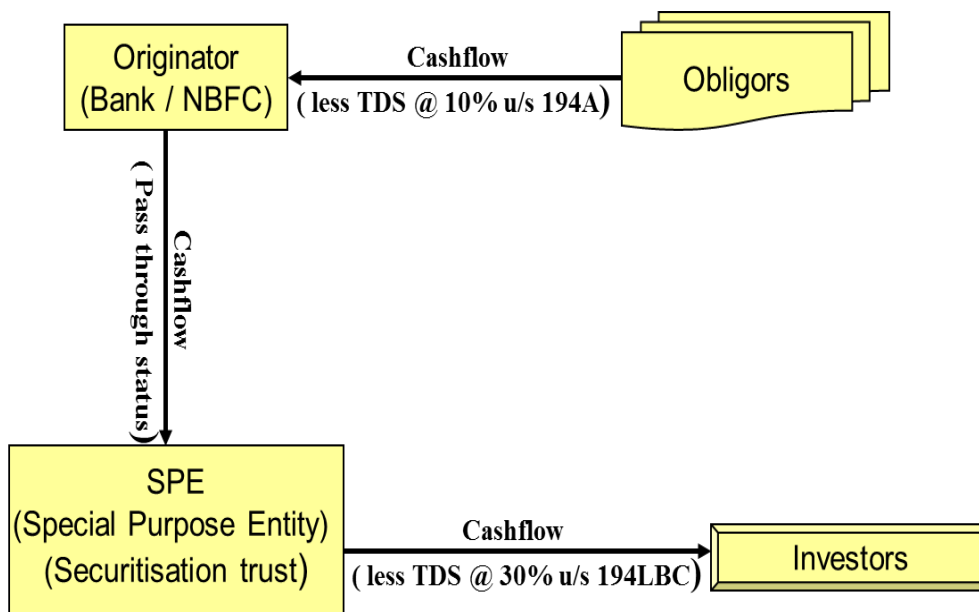 Originator
(Bank / NBFC)
Cashflow
( less TDS @ 10% u/s 194A)
Obligors
Cashflow
( Pass through status)
SPE
(Special Purpose Entity)
(Securitisation trust)
Cashflow
( less TDS @ 30% u/s 194LBC)
Investors